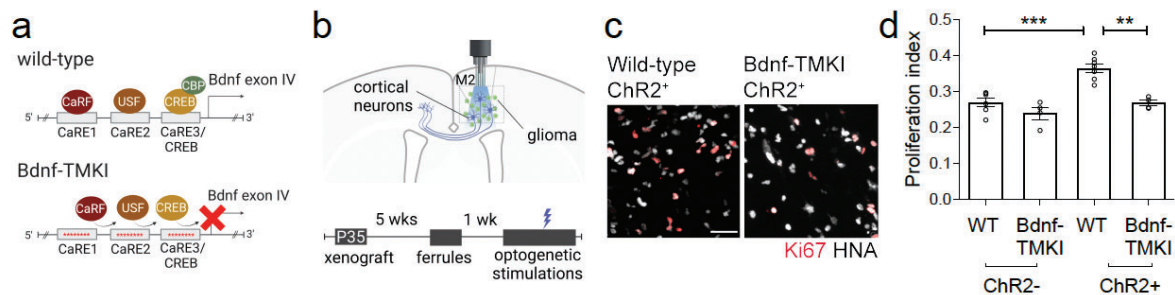 a
wild-type
CBP
Bdnf exon IV
CaRF
USF
CREB
5'
3'
CaRE1
CaRE2
CaRE3/
CREB
Bdnf-TMKI
Bdnf exon IV
CaRF
USF
CREB
5'
3'
********
********
********
CaRE1
CaRE2
CaRE3/
CREB
b
M2
cortical
neurons
glioma
5 wks
1 wk
P35
xenograft
ferrules
optogenetic
stimulations
c
Wild-type
ChR2+
Bdnf-TMKI
ChR2+
Ki67 HNA
d
Proliferation index
0.5
0.4
0.3
0.2
0.1
0.0
***
**
WT
Bdnf-
TMKI
WT
Bdnf-
TMKI
ChR2-
ChR2+